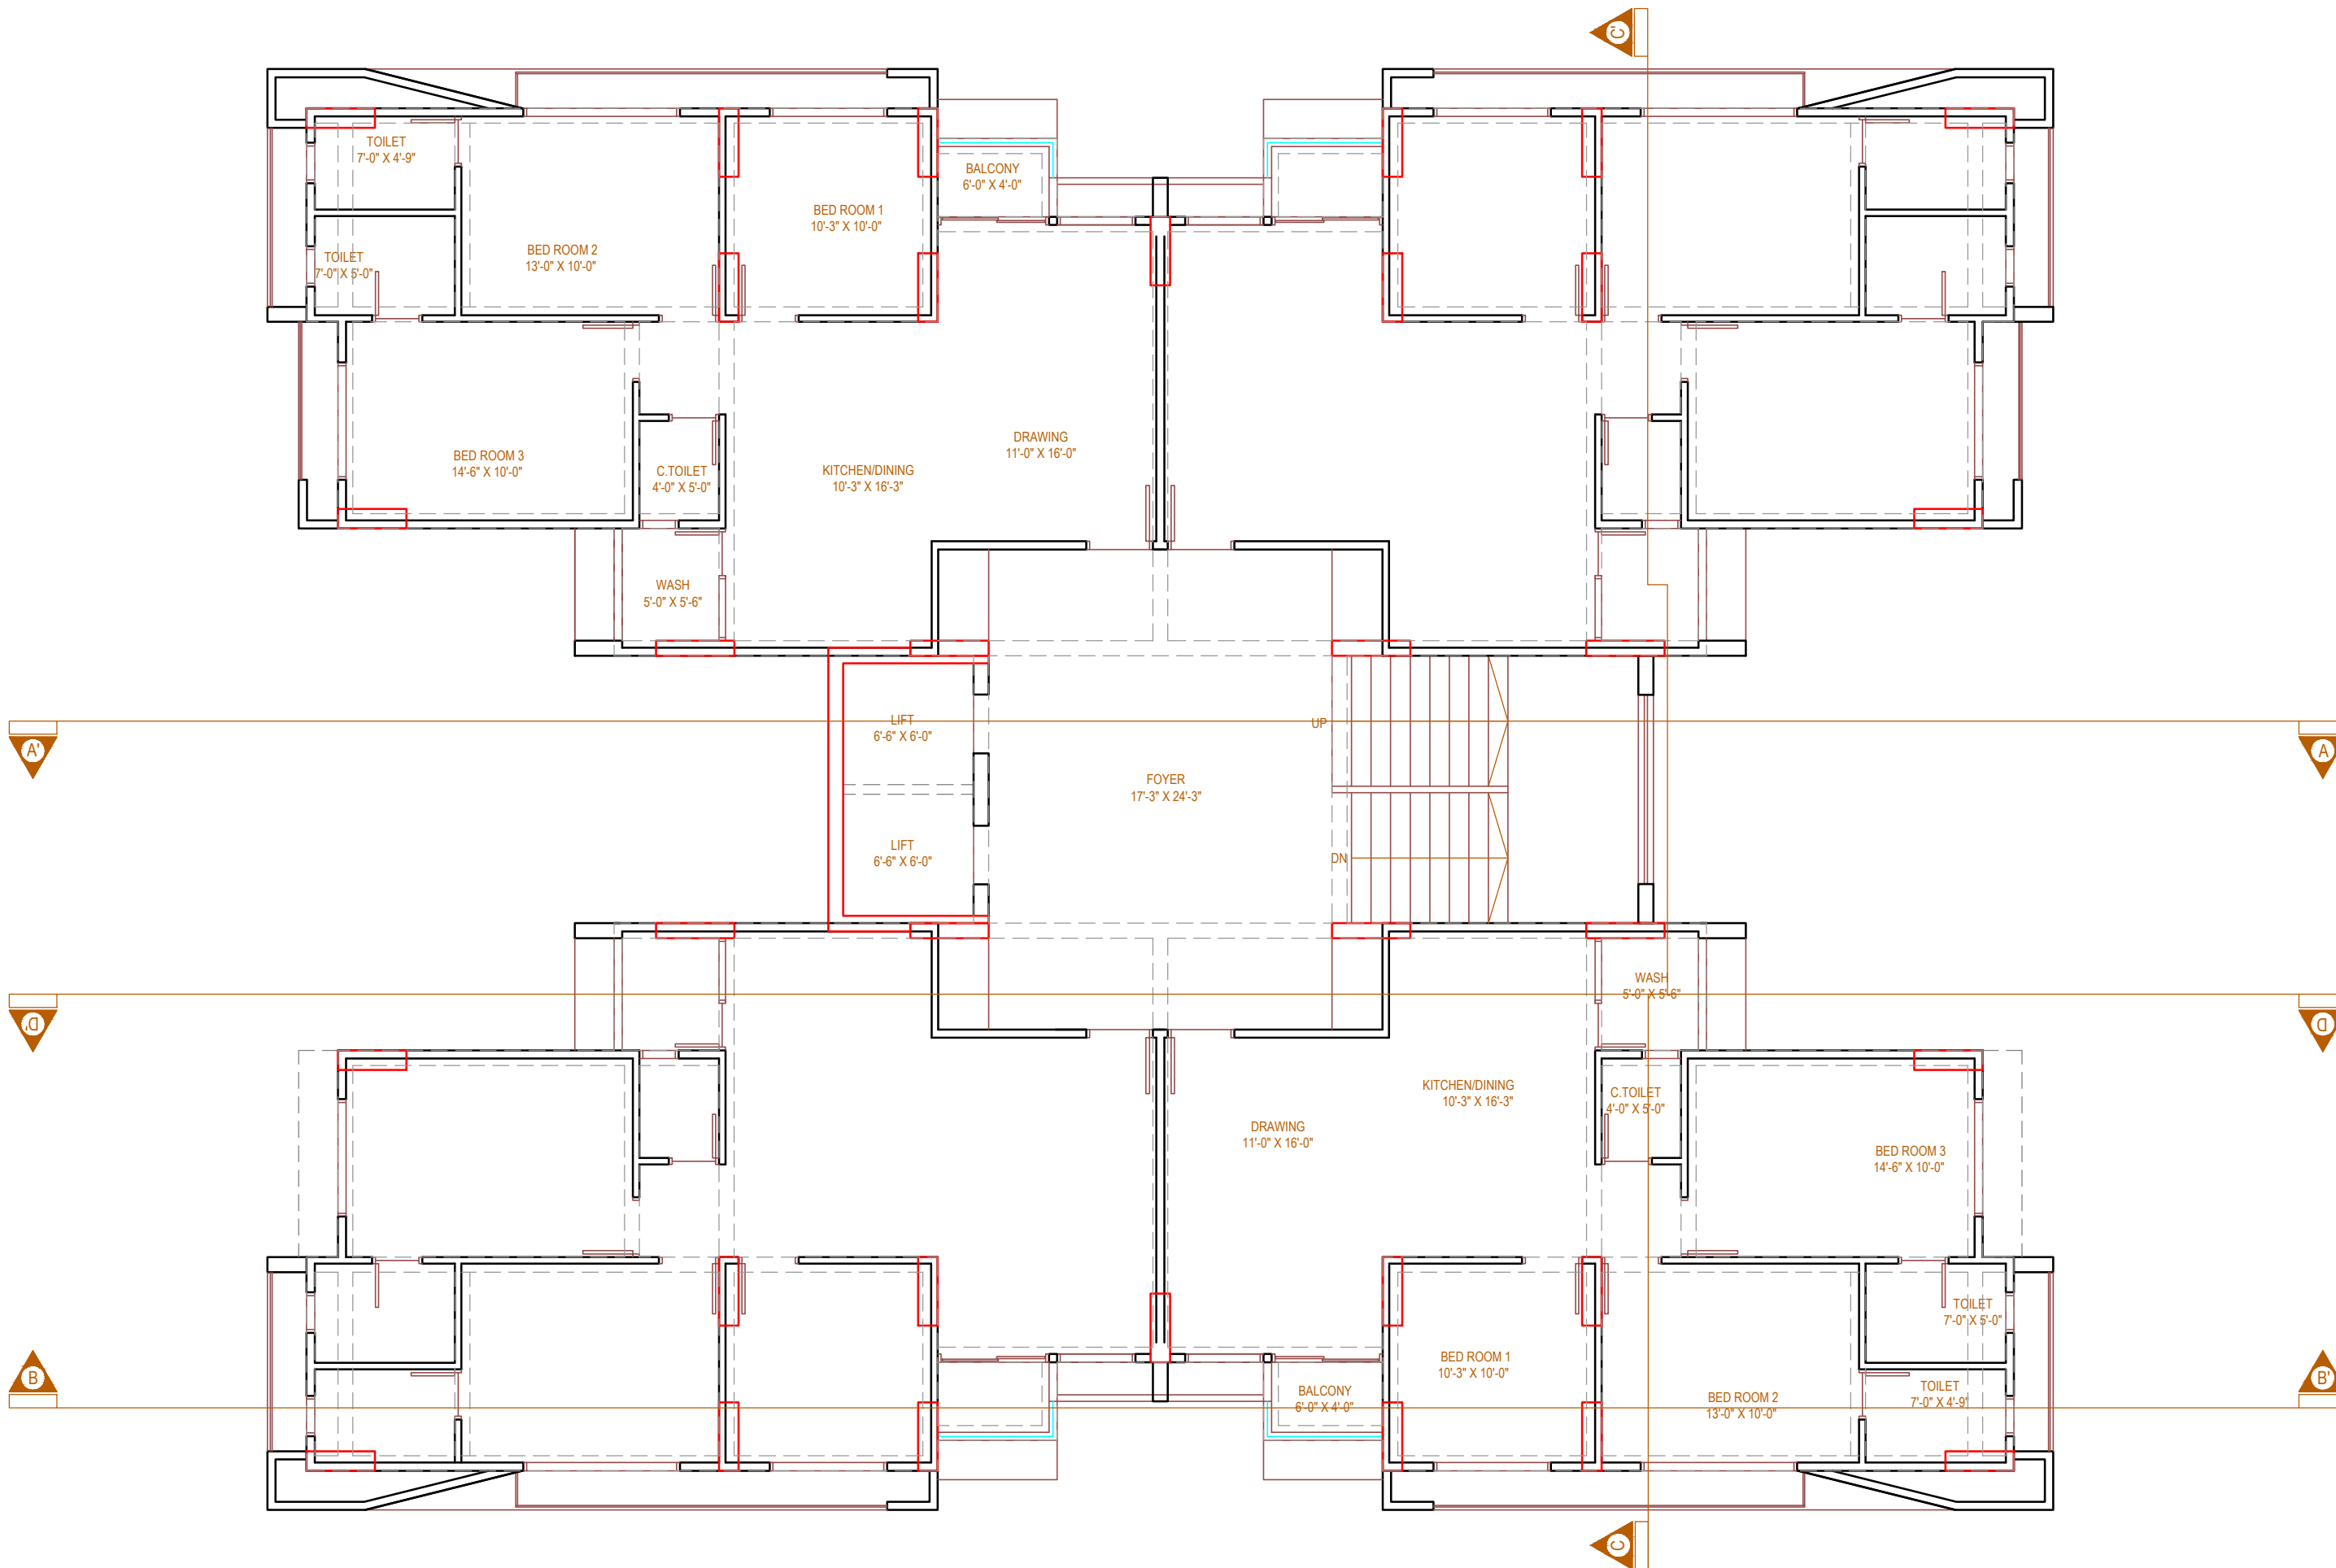 C'
TOILET
7'-0" X 4'-9"
BALCONY
6'-0" X 4'-0"
BED ROOM 1
10'-3" X 10'-0"
BED ROOM 2
13'-0" X 10'-0"
TOILET
7'-0" X 5'-0"
DRAWING
11'-0" X 16'-0"
BED ROOM 3
14'-6" X 10'-0"
C.TOILET
4'-0" X 5'-0"
KITCHEN/DINING
10'-3" X 16'-3"
WASH
5'-0" X 5'-6"
LIFT
6'-6" X 6'-0"
UP
A'
A
FOYER
17'-3" X 24'-3"
LIFT
6'-6" X 6'-0"
DN
WASH
5'-0" X 5'-6"
D'
D
KITCHEN/DINING
10'-3" X 16'-3"
C.TOILET
4'-0" X 5'-0"
DRAWING
11'-0" X 16'-0"
BED ROOM 3
14'-6" X 10'-0"
TOILET
7'-0" X 5'-0"
BED ROOM 1
10'-3" X 10'-0"
B
B'
BALCONY
6'-0" X 4'-0"
BED ROOM 2
13'-0" X 10'-0"
TOILET
7'-0" X 4'-9"
C